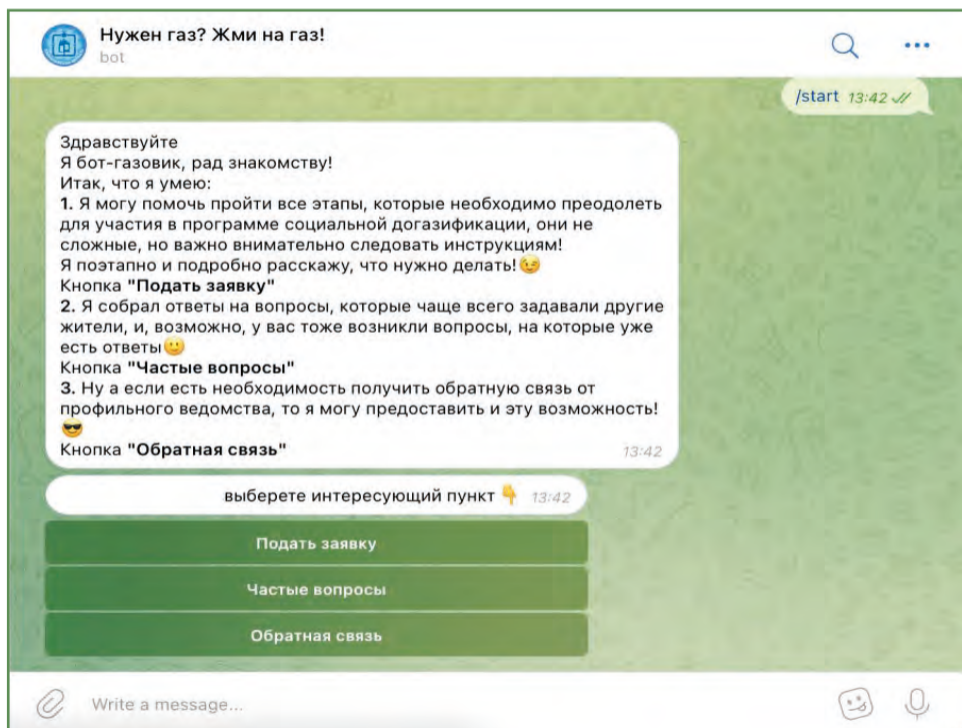 Нужен газ? Жми на газ!
bot
/start 13:42
Здравствуйте
Я бот-газовик, рад знакомству!
Итак, что я умею:
1. Я могу помочь пройти все этапы, которые необходимо преодолеть
для участия в программе социальной догазификации, они не
сложные, но важно внимательно следовать инструкциям!
Я поэтапно и подробно расскажу, что нужно делать!😉
Кнопка "Подать заявку"
2. Я собрал ответы на вопросы, которые чаще всего задавали другие
жители, и, возможно, у вас тоже возникли вопросы, на которые уже
есть ответы🙂
Кнопка "Частые вопросы"
3. Ну а если есть необходимость получить обратную связь от
профильного ведомства, то я могу предоставить и эту возможность!
😎
Кнопка "Обратная связь" 13:42
выберете интересующий пункт 👇 13:42
Подать заявку
Частые вопросы
Обратная связь
Write a message...